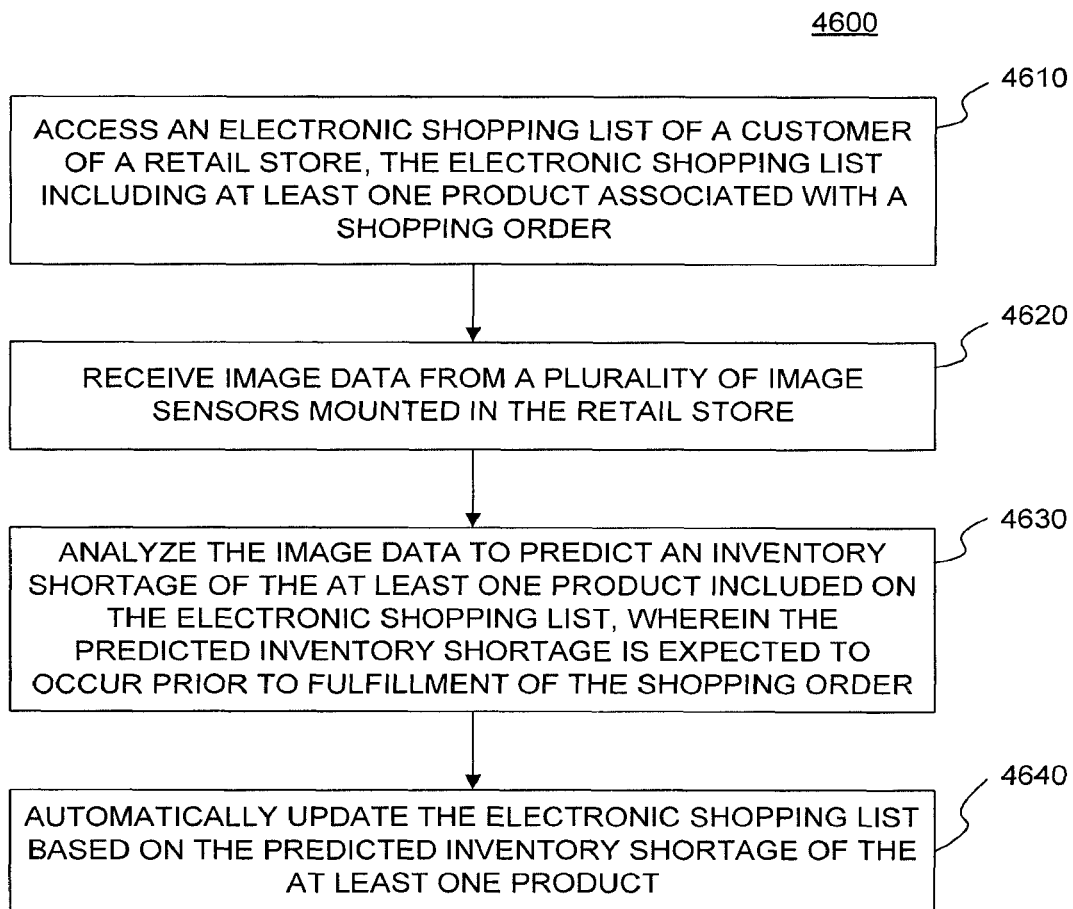 4600
4610
ACCESS AN ELECTRONIC SHOPPING LIST OF A CUSTOMER
OF A RETAIL STORE, THE ELECTRONIC SHOPPING LIST
INCLUDING AT LEAST ONE PRODUCT ASSOCIATED WITH A
SHOPPING ORDER
4620
RECEIVE IMAGE DATA FROM A PLURALITY OF IMAGE
SENSORS MOUNTED IN THE RETAIL STORE
4630
ANALYZE THE IMAGE DATA TO PREDICT AN INVENTORY
SHORTAGE OF THE AT LEAST ONE PRODUCT INCLUDED ON
THE ELECTRONIC SHOPPING LIST, WHEREIN THE
PREDICTED INVENTORY SHORTAGE IS EXPECTED TO
OCCUR PRIOR TO FULFILLMENT OF THE SHOPPING ORDER
4640
AUTOMATICALLY UPDATE THE ELECTRONIC SHOPPING LIST
BASED ON THE PREDICTED INVENTORY SHORTAGE OF THE
AT LEAST ONE PRODUCT